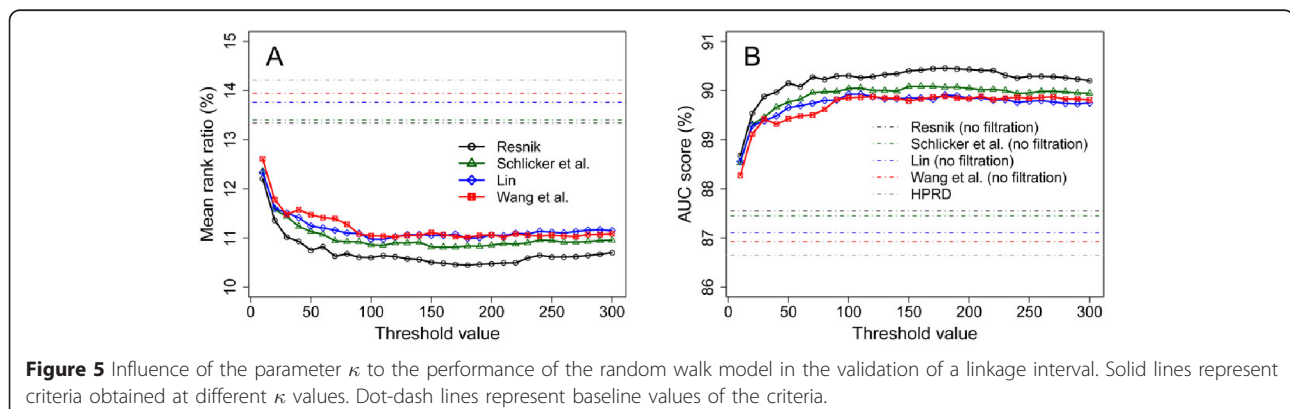 A
Mean rank ratio (%)
15
14
13
12
11
10
Resnik
Schlicker et al.
Lin
Wang et al.
0 50 100 150 200 250 300
Threshold value
B
AUC score (%)
91
90
89
88
87
86
Resnik (no filtration)
Schlicker et al. (no filtration)
Lin (no filtration)
Wang et al. (no filtration)
HPRD
0 50 100 150 200 250 300
Threshold value
Figure 5 Influence of the parameter κ to the performance of the random walk model in the validation of a linkage interval. Solid lines represent
criteria obtained at different κ values. Dot-dash lines represent baseline values of the criteria.